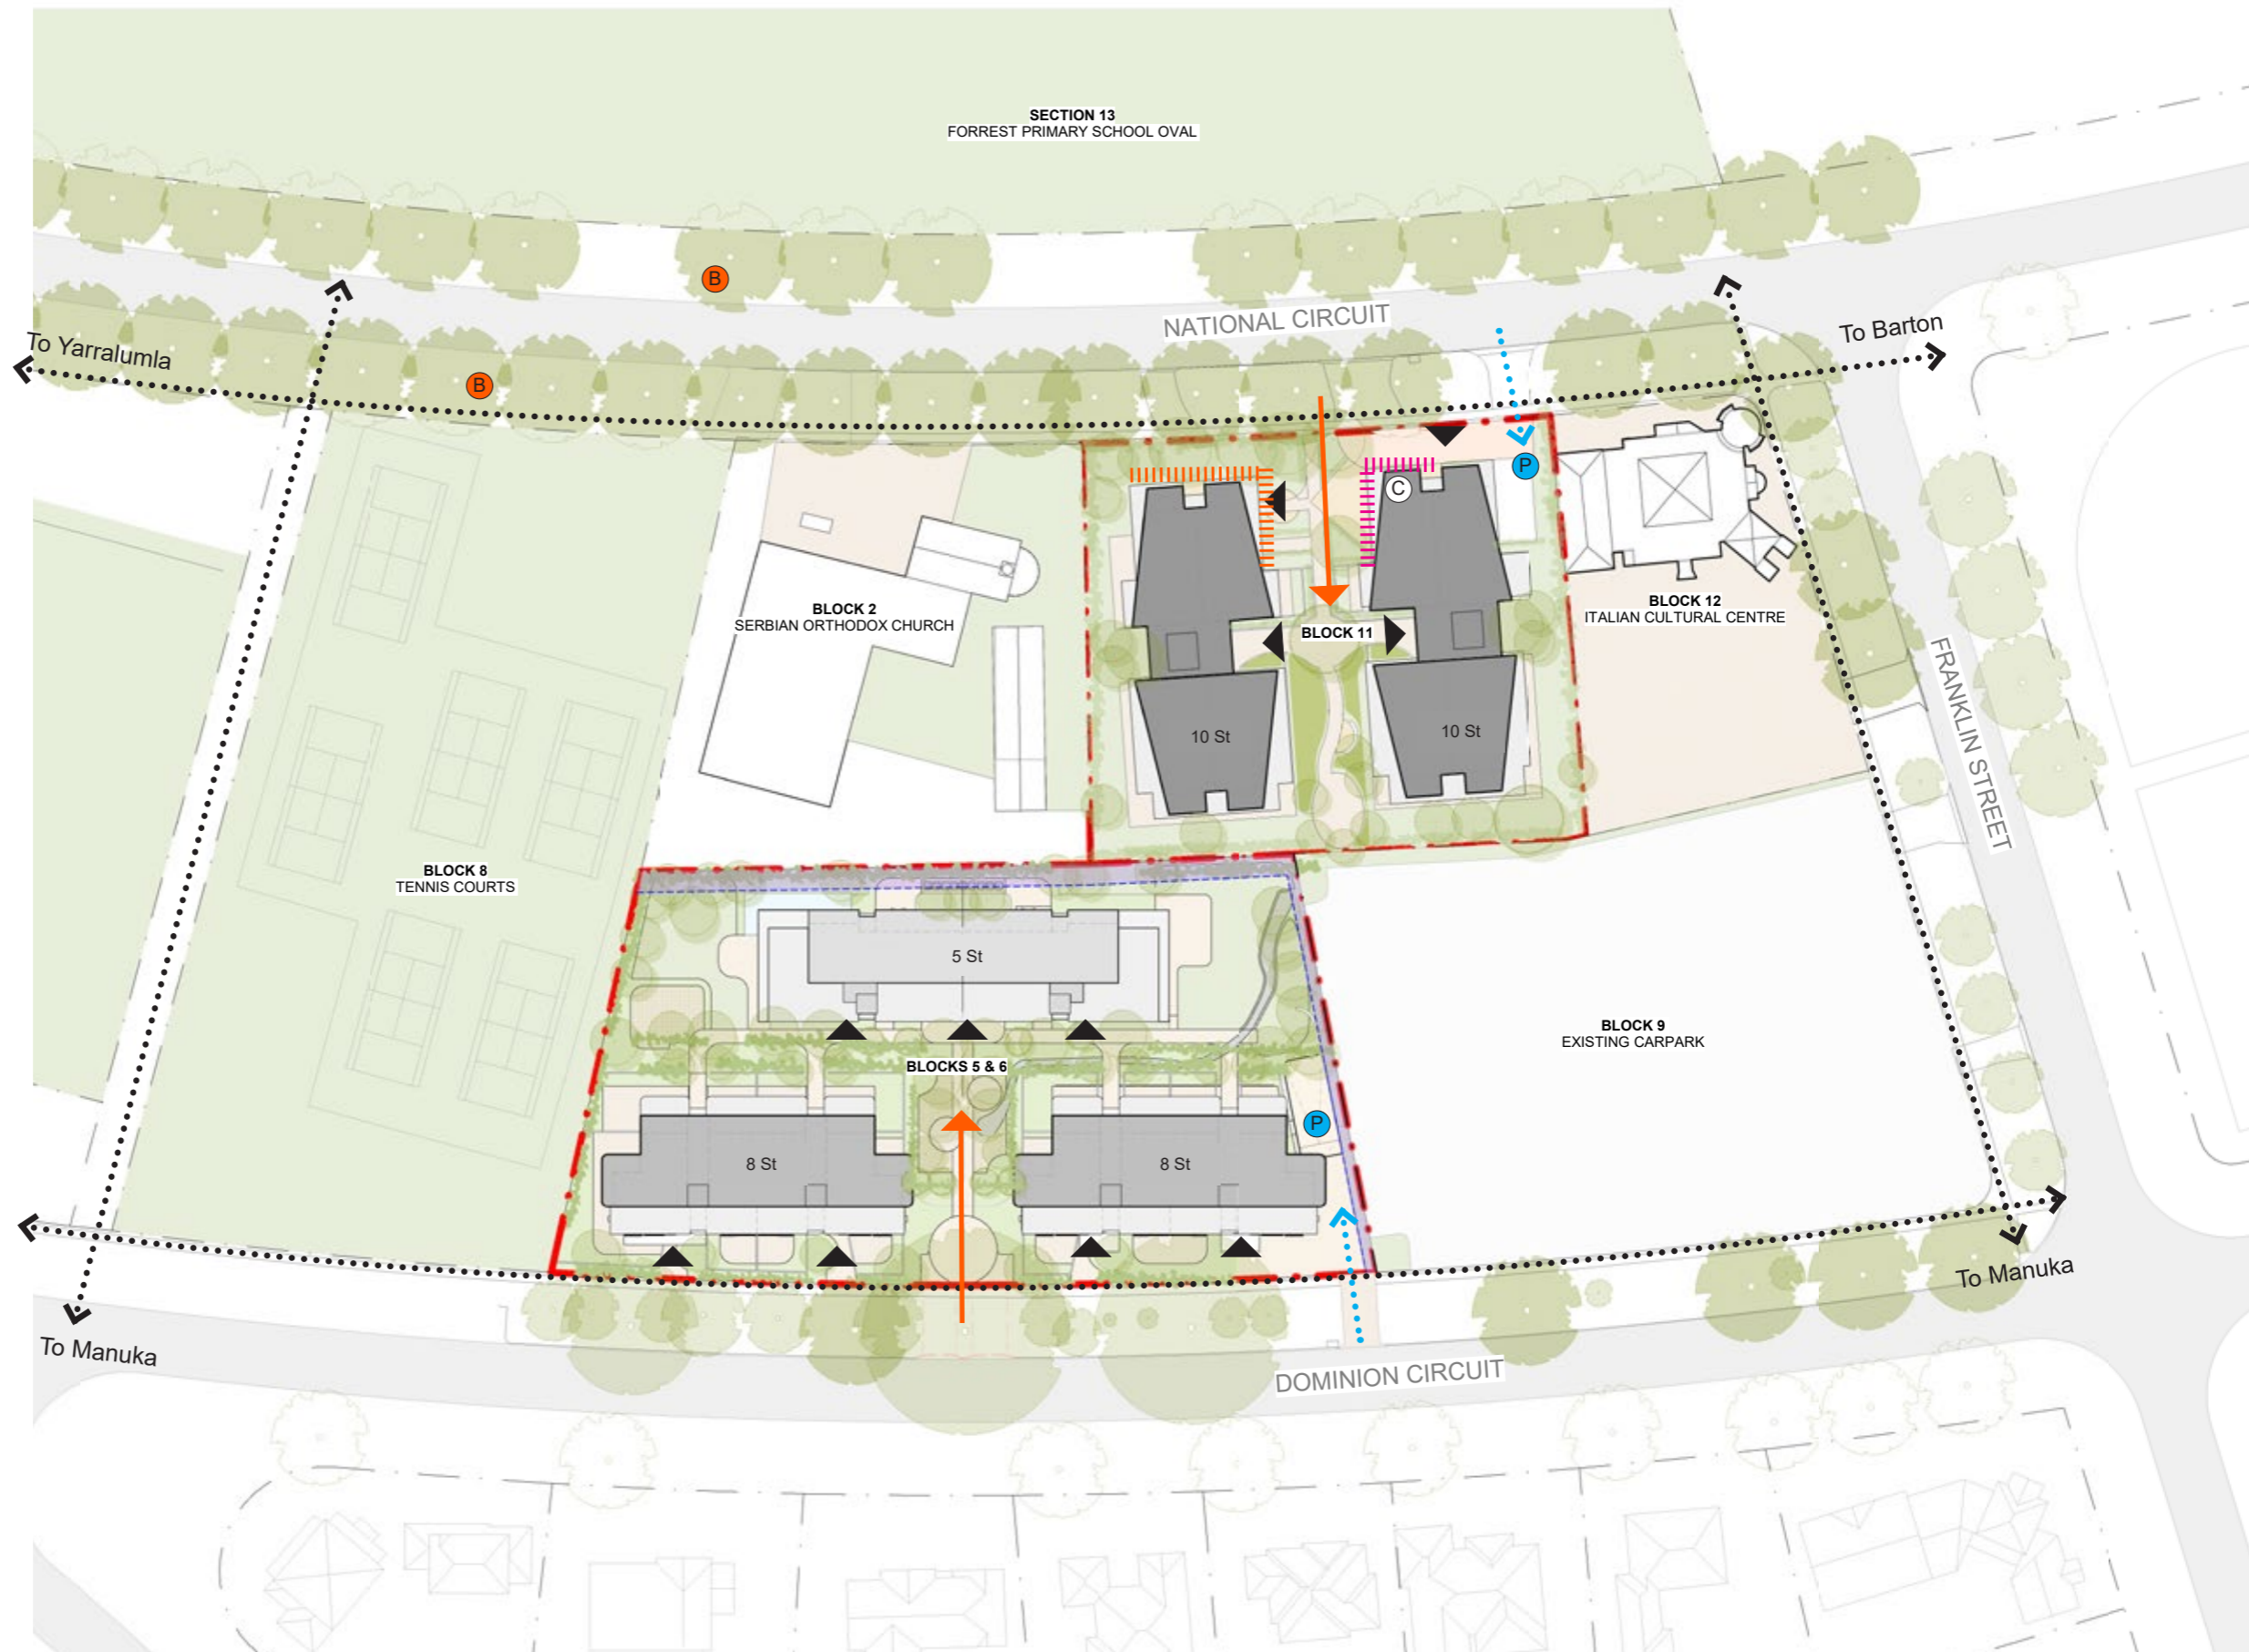 SECTION 13
FORREST PRIMARY SCHOOL OVAL
B
NATIONAL CIRCUIT
To Barton
To Yarralumla
B
P
C
BLOCK 2
SERBIAN ORTHODOX CHURCH
BLOCK 11
BLOCK 12
ITALIAN CULTURAL CENTRE
FRANKLIN STREET
10 St
10 St
BLOCK 8
TENNIS COURTS
5 St
BLOCK 9
EXISTING CARPARK
BLOCKS 5 & 6
P
8 St
8 St
To Manuka
To Manuka
DOMINION CIRCUIT